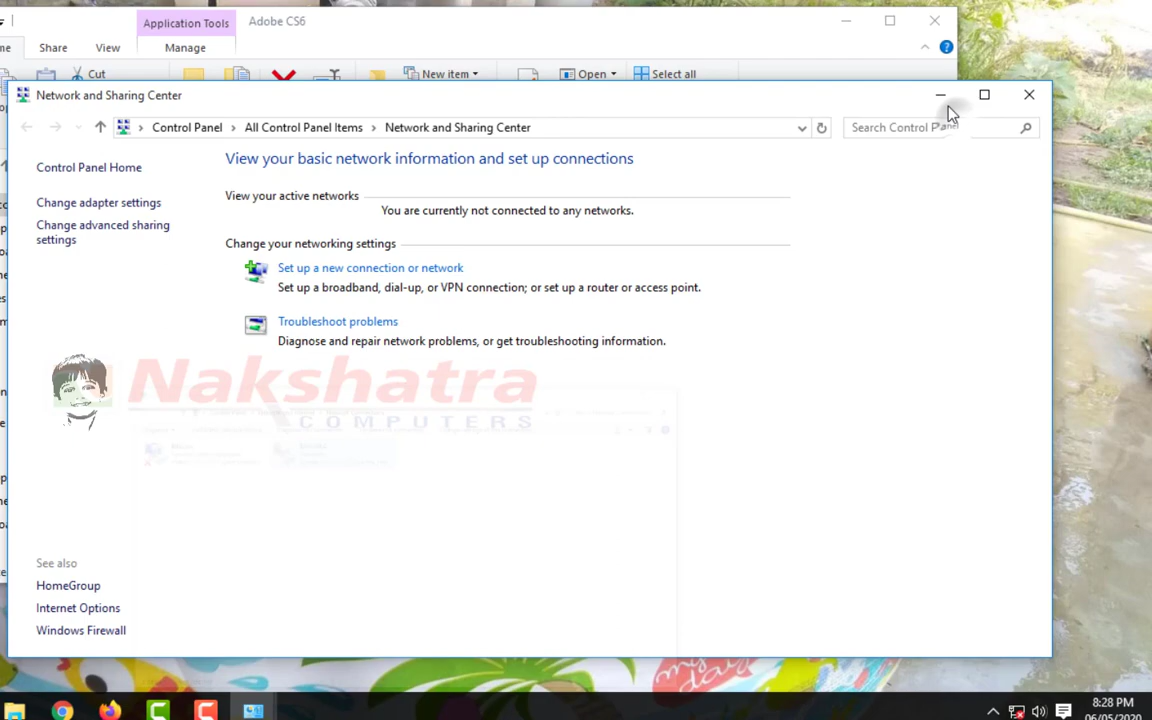 Application Tools
Adobe CS6
Share
View
Manage
Cut
New item
Open
Select all
Network and Sharing Center
Control Panel
All Control Panel Items
Network and Sharing Center
Search Control Panel
Control Panel Home
Change adapter settings
Change advanced sharing
settings
View your basic network information and set up connections
View your active networks
You are currently not connected to any networks.
Change your networking settings
Set up a new connection or network
Set up a broadband, dial-up, or VPN connection; or set up a router or access point.
Troubleshoot problems
Diagnose and repair network problems, or get troubleshooting information.
Nakshatra
COMPUTERS
See also
HomeGroup
Internet Options
Windows Firewall
8:28 PM
06/05/2020